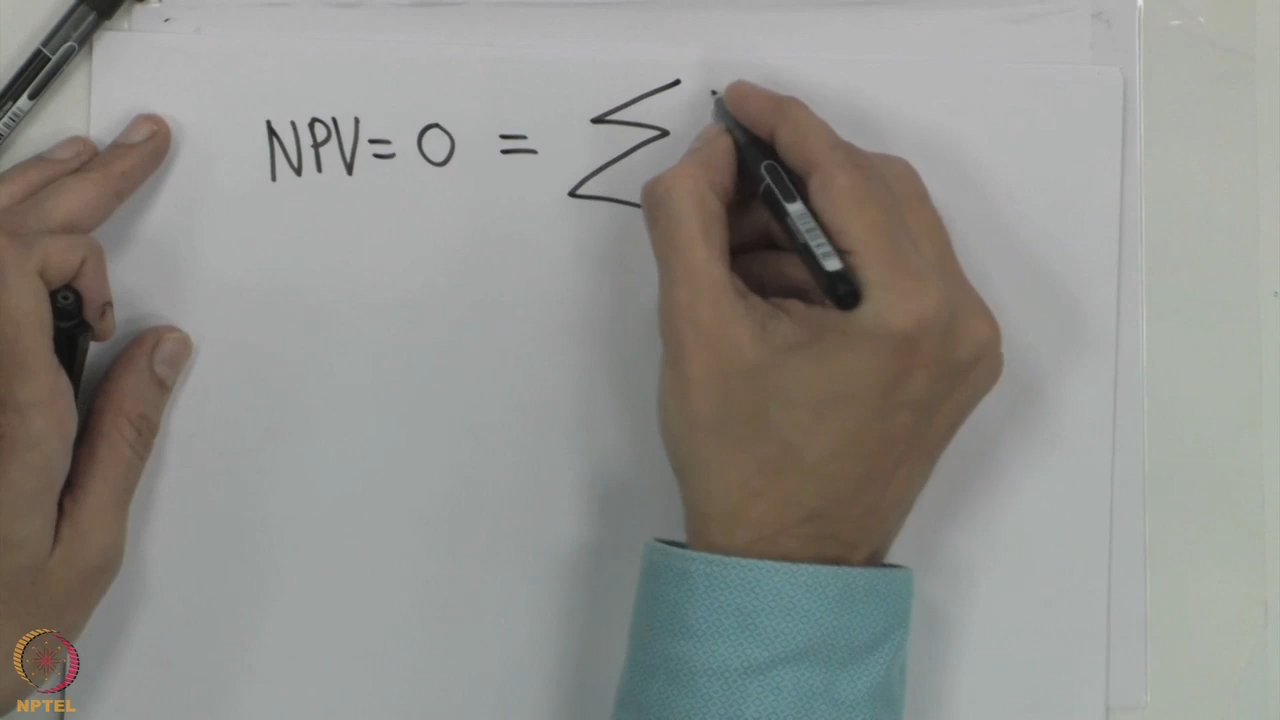 NPV = 0 = Σ
NPTEL